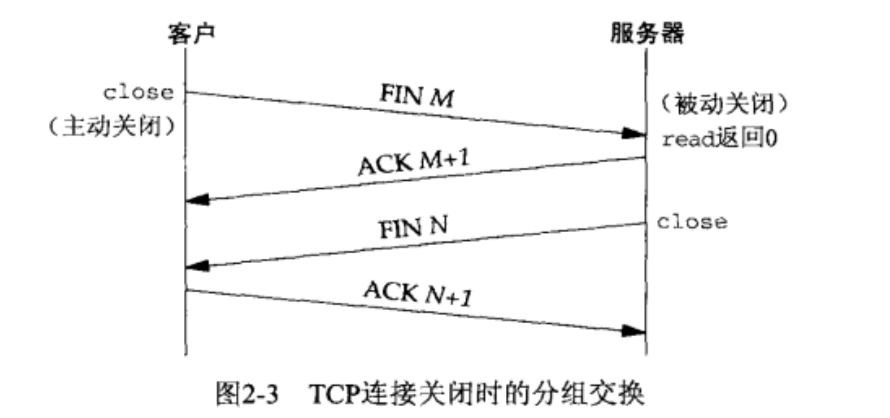 客户 服务器
close FIN M （被动关闭）
（主动关闭） read返回0
ACK M+1
FIN N close
ACK N+1
图2-3 TCP连接关闭时的分组交换